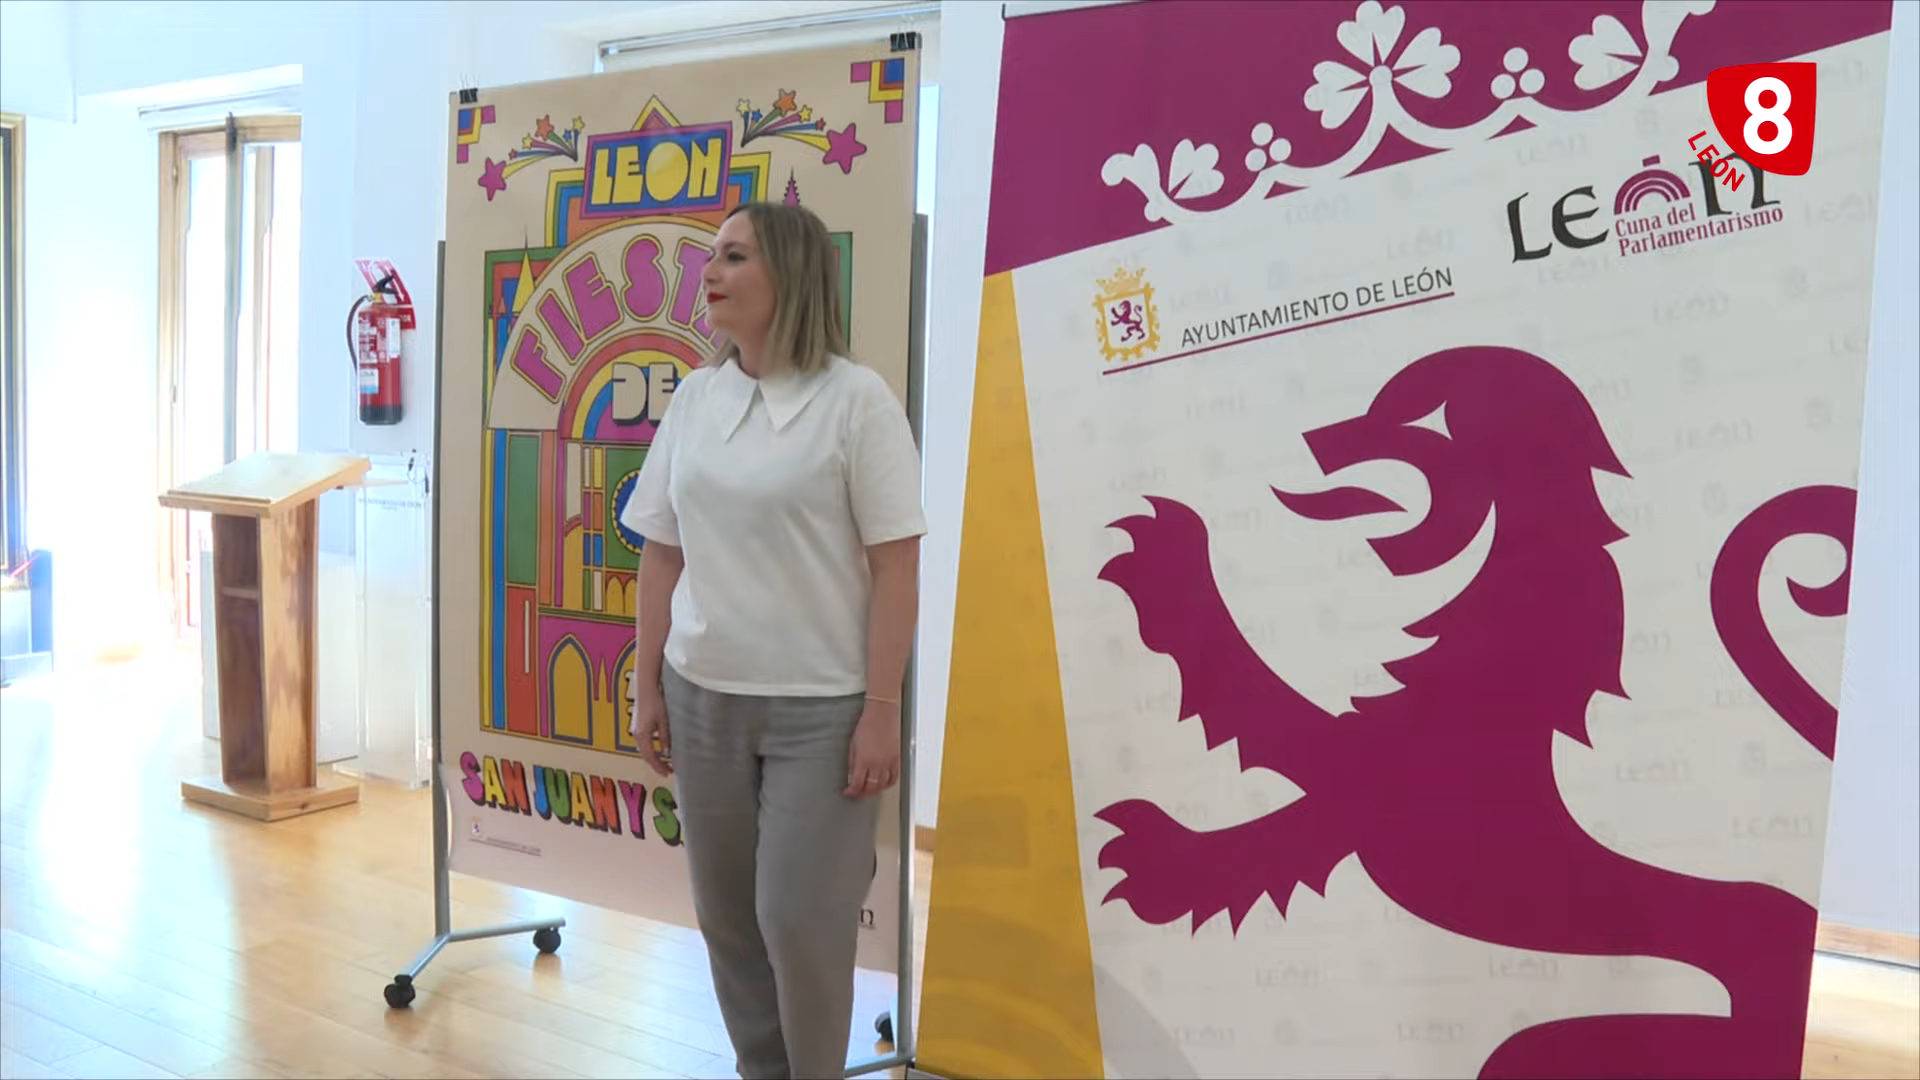 LEON
FIEST
DE
SAN JUAN Y S
AYUNTAMIENTO DE LEÓN
LEÓN
Cuna del
Parlamentarismo
8
LEÓN